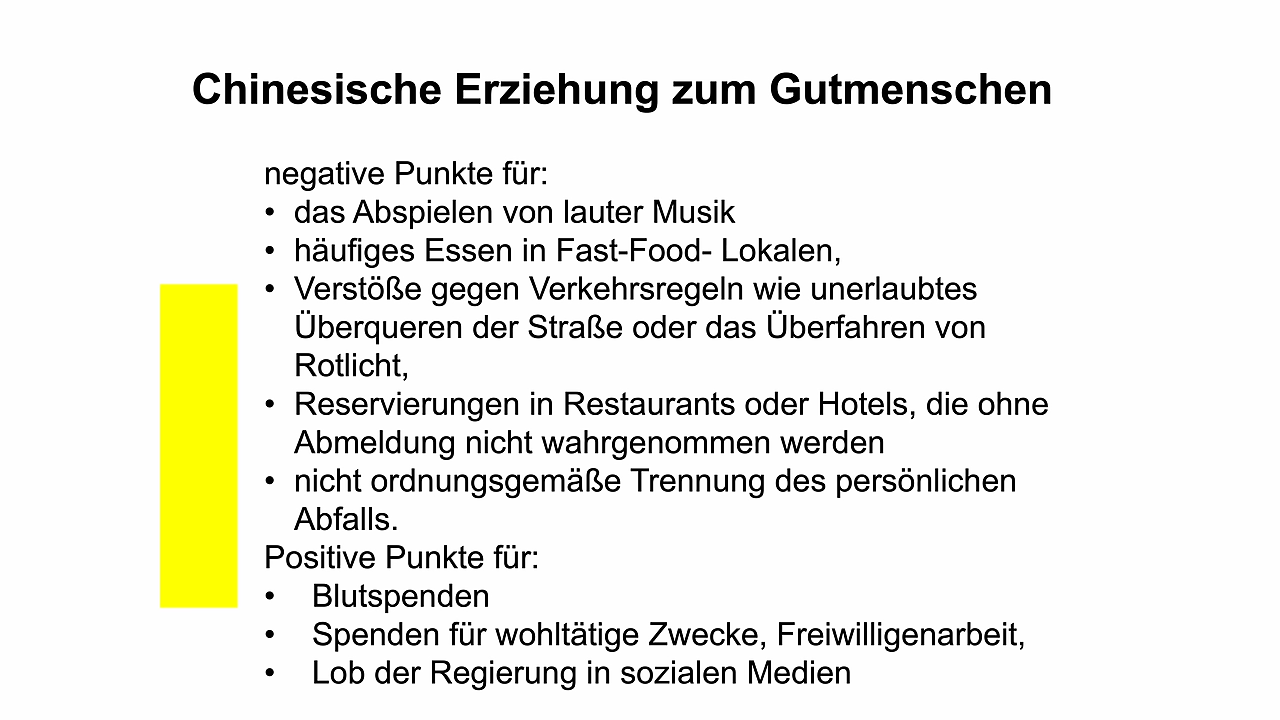 Chinesische Erziehung zum Gutmenschen
negative Punkte für:
• das Abspielen von lauter Musik
• häufiges Essen in Fast-Food- Lokalen,
• Verstöße gegen Verkehrsregeln wie unerlaubtes
Überqueren der Straße oder das Überfahren von
Rotlicht,
• Reservierungen in Restaurants oder Hotels, die ohne
Abmeldung nicht wahrgenommen werden
• nicht ordnungsgemäße Trennung des persönlichen
Abfalls.
Positive Punkte für:
• Blutspenden
• Spenden für wohltätige Zwecke, Freiwilligenarbeit,
• Lob der Regierung in sozialen Medien